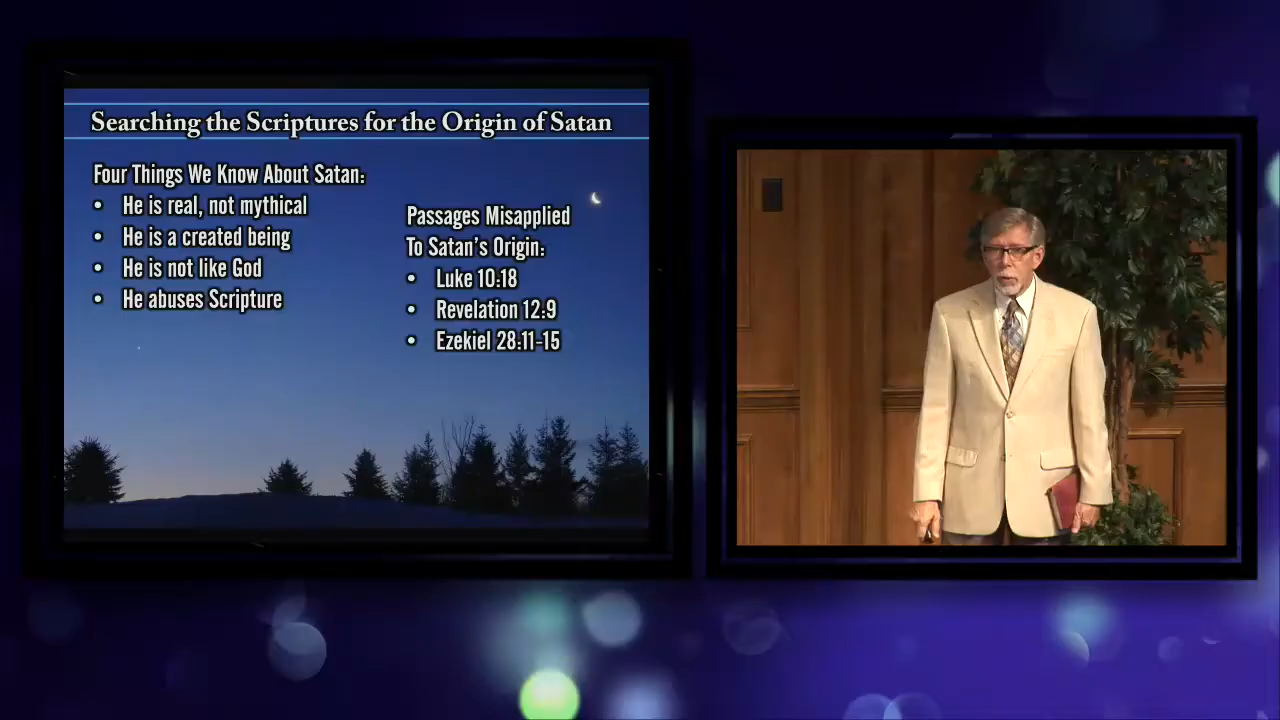 Searching the Scriptures for the Origin of Satan
Four Things We Know About Satan:
• He is real, not mythical
• He is a created being
• He is not like God
• He abuses Scripture
Passages Misapplied
To Satan's Origin:
• Luke 10:18
• Revelation 12:9
• Ezekiel 28:11-15